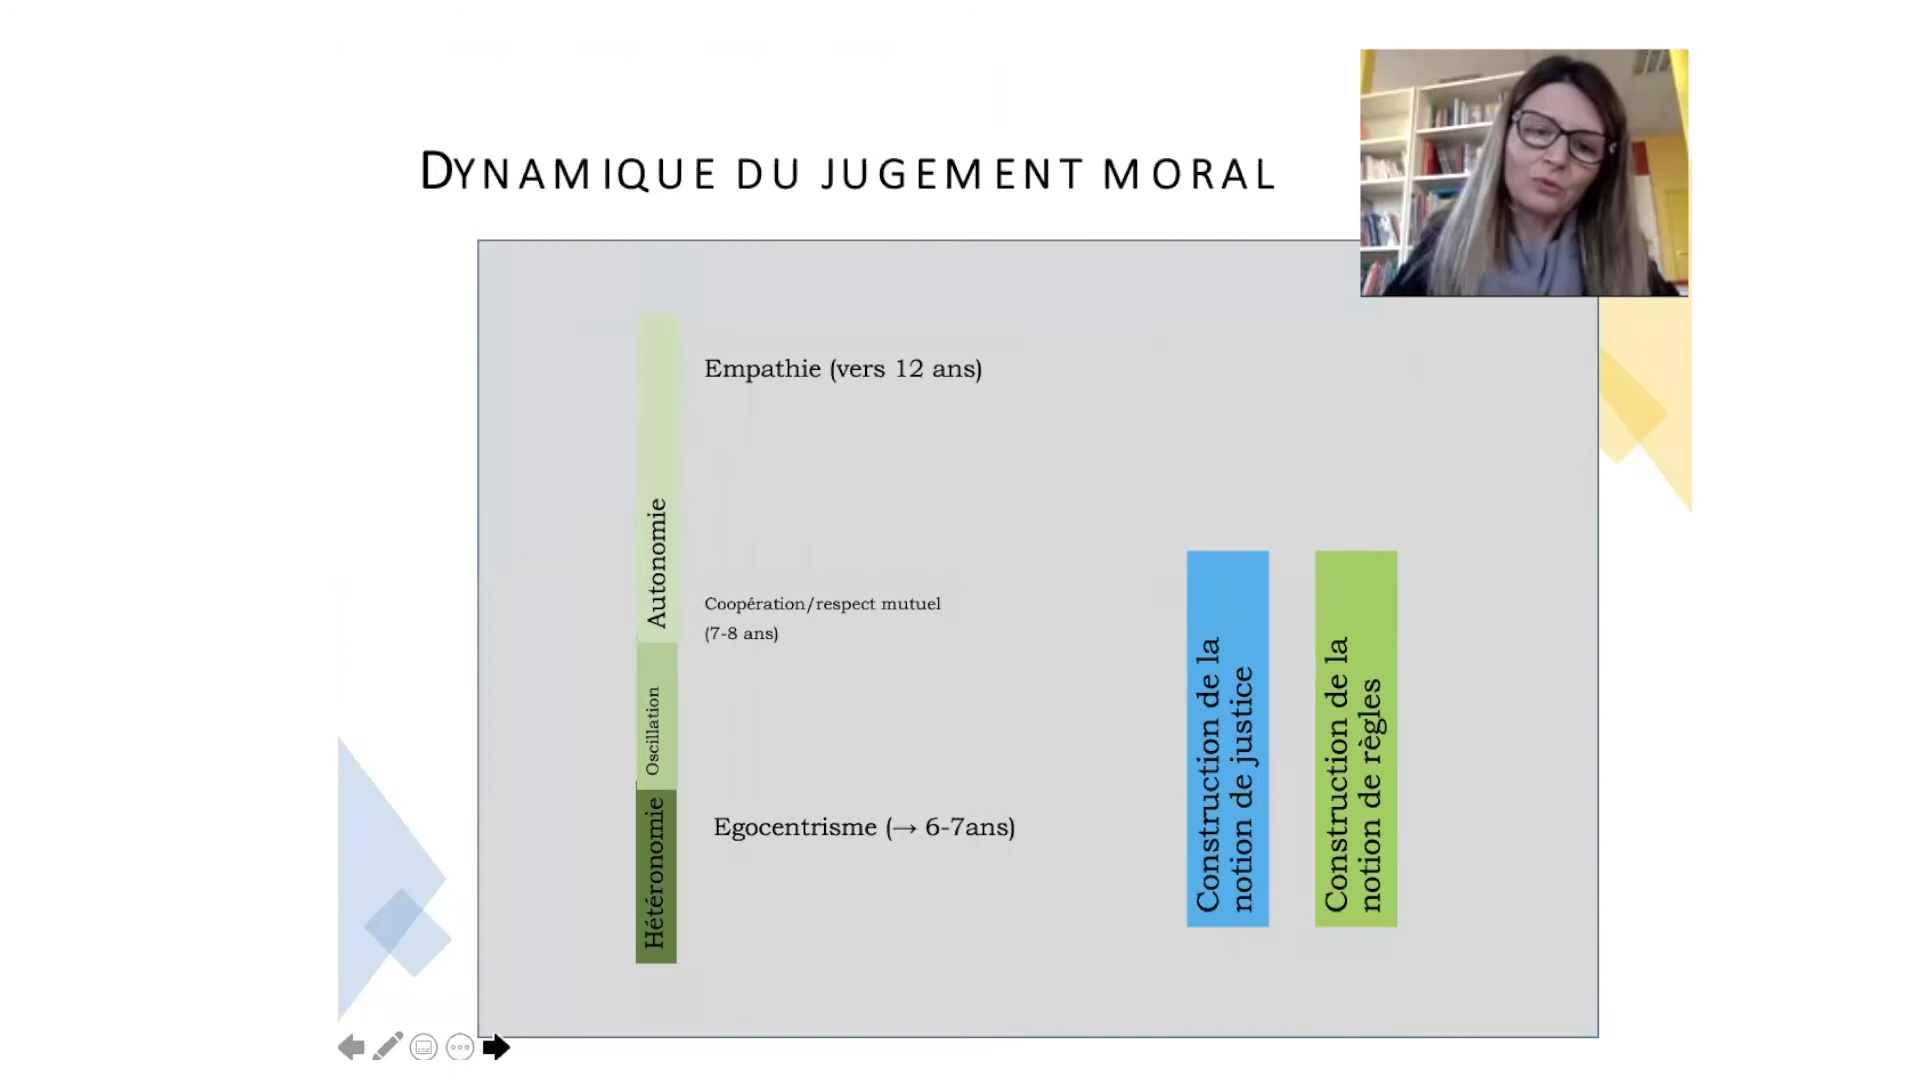 DYNAMIQUE DU JUGEMENT MORAL
Empathie (vers 12 ans)
Autonomie
Coopération/respect mutuel
(7-8 ans)
Oscillation
Egocentrisme (→ 6-7ans)
Hétéronomie
Construction de la
notion de justice
Construction de la
notion de règles